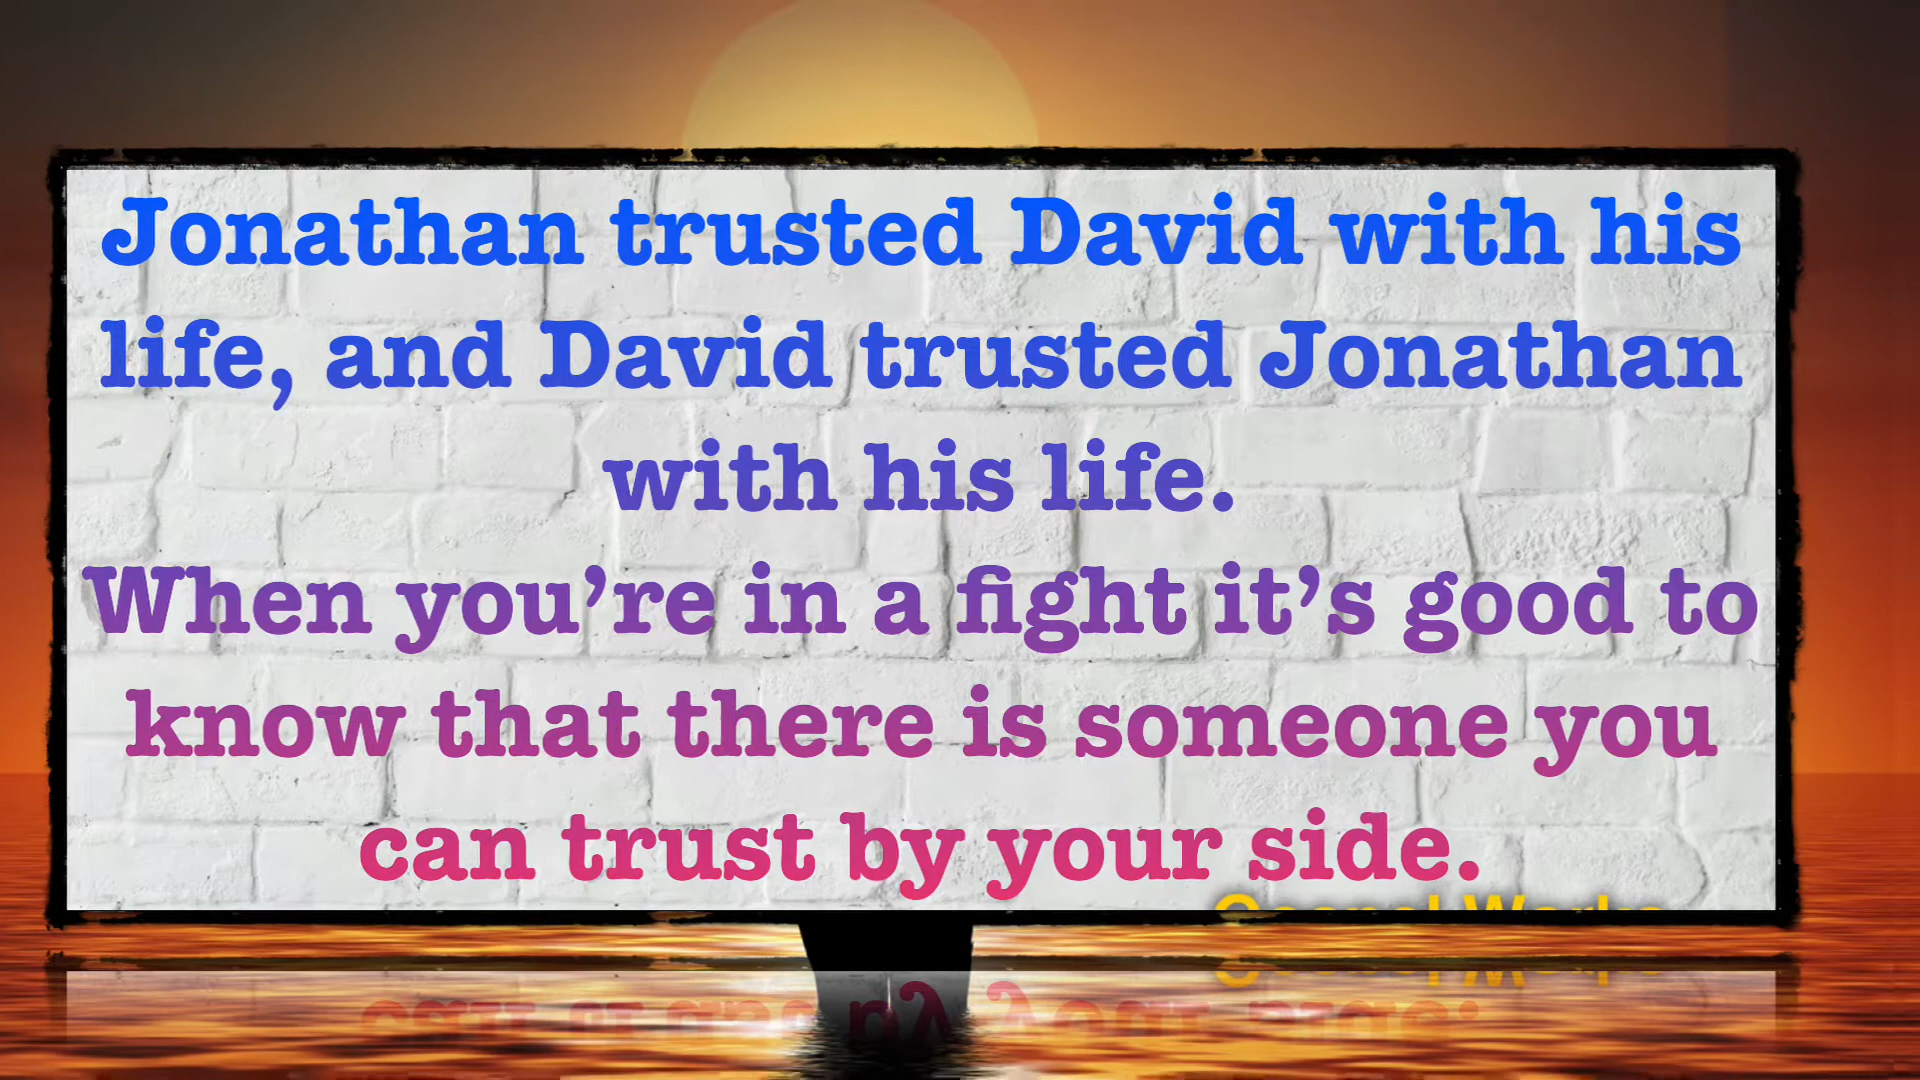 Jonathan trusted David with his
life, and David trusted Jonathan
with his life.
When you’re in a fight it’s good to
know that there is someone you
can trust by your side.